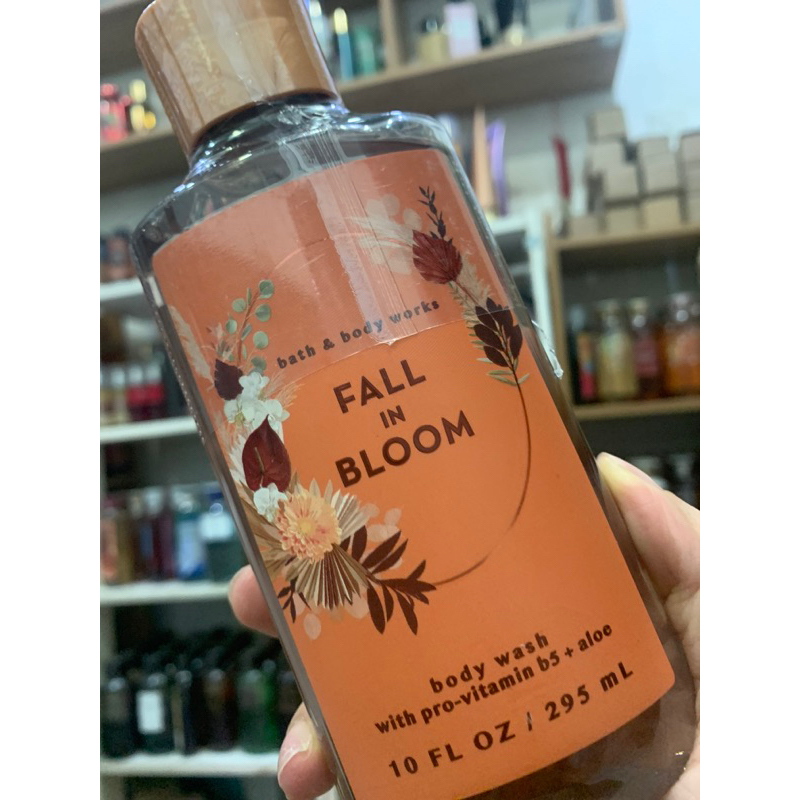 bath & body works
FALL
IN
BLOOM
body wash
with pro-vitamin b5 + aloe
10 FL OZ / 295 mL